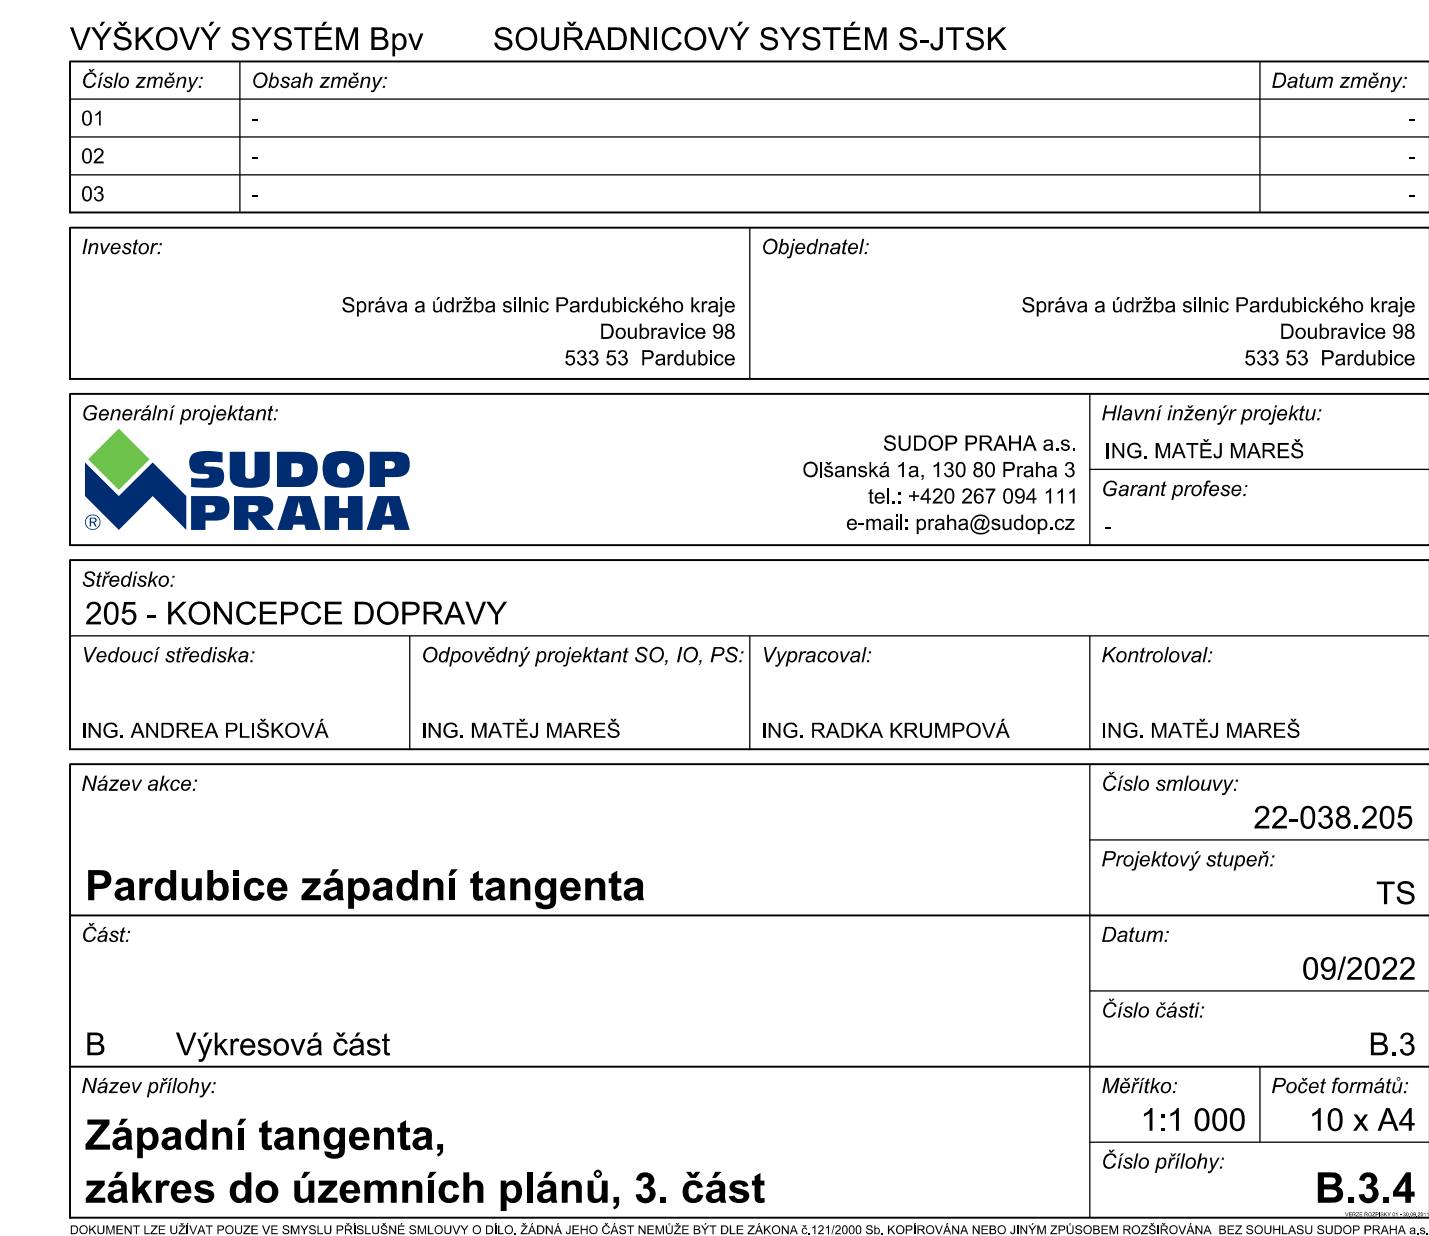 VÝŠKOVÝ SYSTÉM Bpv SOUŘADNICOVÝ SYSTÉM S-JTSK
Číslo změny: Obsah změny: Datum změny:
01 - -
02 - -
03 - -
Investor: Objednatel:
Správa a údržba silnic Pardubického kraje Správa a údržba silnic Pardubického kraje
Doubravice 98 Doubravice 98
533 53 Pardubice 533 53 Pardubice
Generální projektant: Hlavní inženýr projektu:
SUDOP PRAHA a.s. ING. MATĚJ MAREŠ
SUDOP Olšanská 1a, 130 80 Praha 3
Garant profese:
PRAHA tel.: +420 267 094 111
® e-mail: praha@sudop.cz -
Středisko:
205 - KONCEPCE DOPRAVY
Vedoucí střediska: Odpovědný projektant SO, IO, PS: Vypracoval: Kontroloval:
ING. ANDREA PLIŠKOVÁ ING. MATĚJ MAREŠ ING. RADKA KRUMPOVÁ ING. MATĚJ MAREŠ
Název akce: Číslo smlouvy:
22-038.205
Projektový stupeň:
Pardubice západní tangenta TS
Část: Datum:
09/2022
Číslo části:
B Výkresová část B.3
Název přílohy: Měřítko: Počet formátů:
Západní tangenta, 1:1 000 10 x A4
Číslo přílohy:
zákres do územních plánů, 3. část B.3.4
VERZE ROZPISKY 01 - 30.09.2011
DOKUMENT LZE UŽÍVAT POUZE VE SMYSLU PŘÍSLUŠNÉ SMLOUVY O DÍLO. ŽÁDNÁ JEHO ČÁST NEMŮŽE BÝT DLE ZÁKONA č.121/2000 Sb. KOPÍROVÁNA NEBO JINÝM ZPŮSOBEM ROZŠIŘOVÁNA BEZ SOUHLASU SUDOP PRAHA a.s.